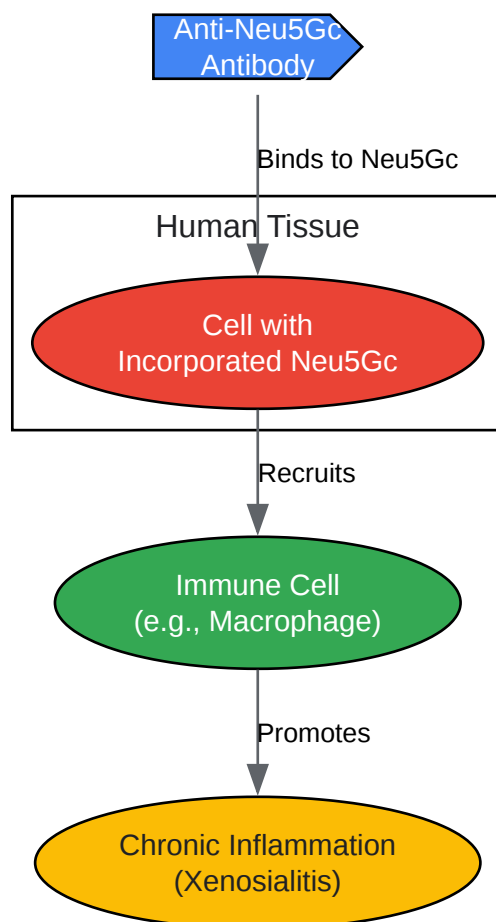 Anti-Neu5Gc
Antibody
Binds to Neu5Gc
Human Tissue
Cell with
Incorporated Neu5Gc
Recruits
Immune Cell
(e.g., Macrophage)
Promotes
Chronic Inflammation
(Xenosialitis)